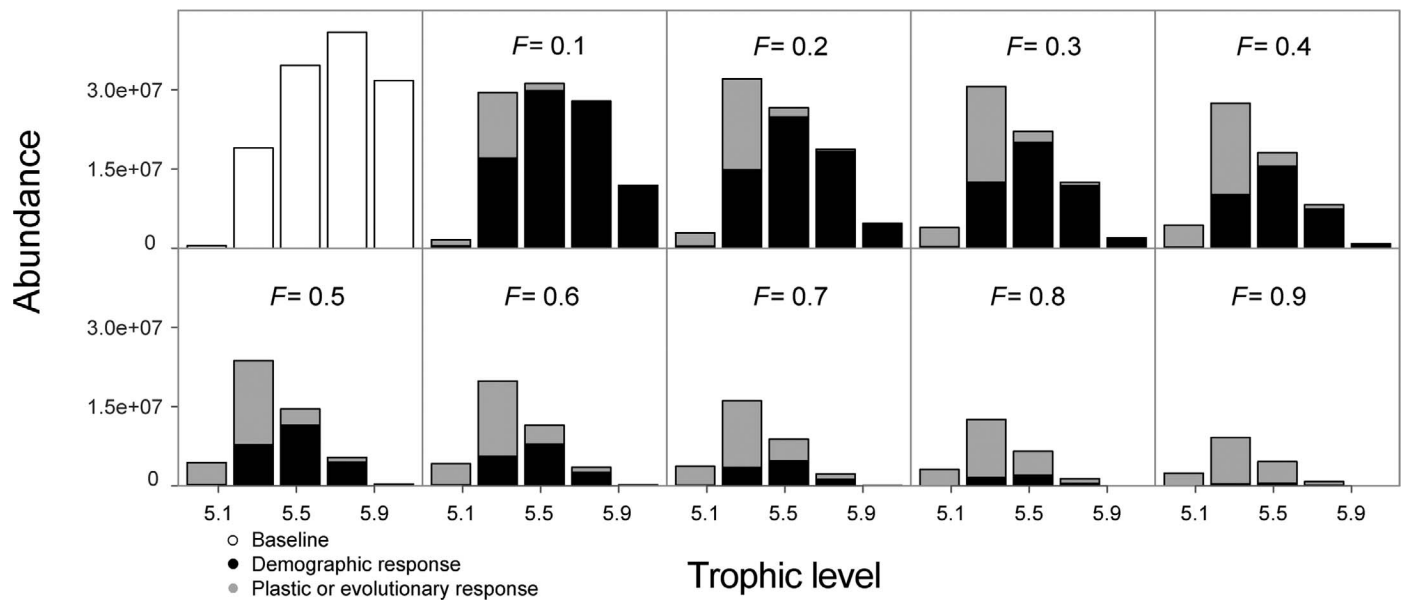 Abundance
F= 0.1
F= 0.2
F= 0.3
F= 0.4
3.0e+07
1.5e+07
0
F= 0.5
F= 0.6
F= 0.7
F= 0.8
F= 0.9
3.0e+07
1.5e+07
0
5.1 5.5 5.9 5.1 5.5 5.9 5.1 5.5 5.9 5.1 5.5 5.9 5.1 5.5 5.9
Baseline
Demographic response
Plastic or evolutionary response
Trophic level